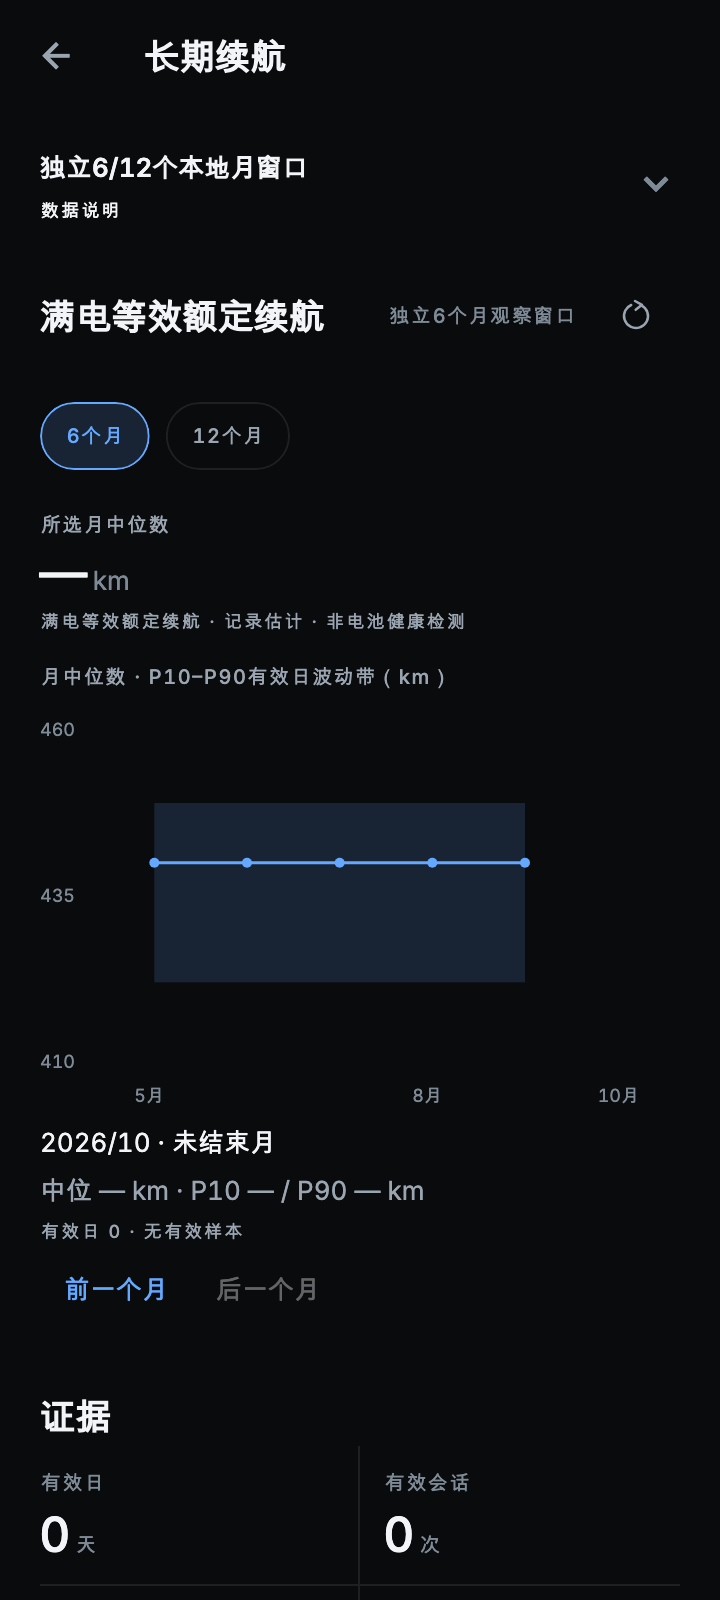 长期续航
独立6/12个本地月窗口
数据说明
满电等效额定续航
独立6个月观察窗口
6个月
12个月
所选月中位数
— km
满电等效额定续航 · 记录估计 · 非电池健康检测
月中位数 · P10–P90有效日波动带 ( km )
460
435
410
5月
8月
10月
2026/10 · 未结束月
中位 — km · P10 — / P90 — km
有效日 0 · 无有效样本
前一个月
后一个月
证据
有效日
有效会话
0 天
0 次